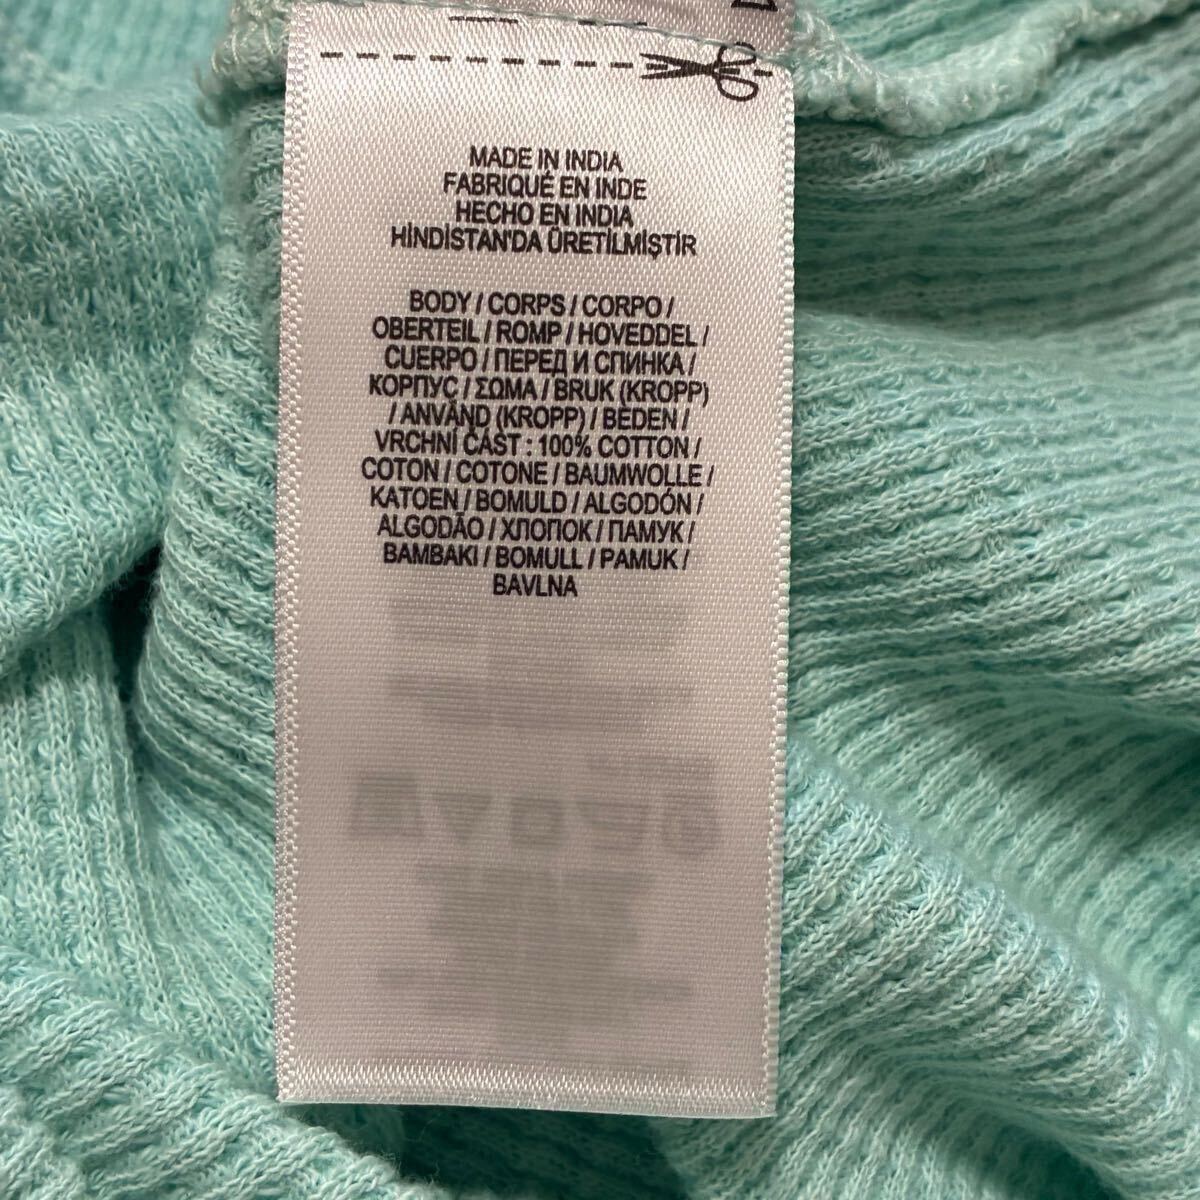 MADE IN INDIA
FABRIQUÉ EN INDE
HECHO EN INDIA
HİNDİSTAN'DA ÜRETİLMİŞTİR
BODY / CORPS / CORPO /
OBERTEIL / ROMP / HOVEDDEL /
CUERPO / ПЕРЕД И СПИНКА /
КОРПУС / ΣΩΜΑ / BRUK (KROPP)
/ ANVÄND (KROPP) / BEDEN /
VRCHNÍ ČÁST : 100% COTTON /
COTON / COTONE / BAUMWOLLE /
KATOEN / BOMULD / ALGODÓN /
ALGODÃO / ХЛОПОК / ПАМУК /
BAMBAKI / BOMULL / PAMUK /
BAVLNA